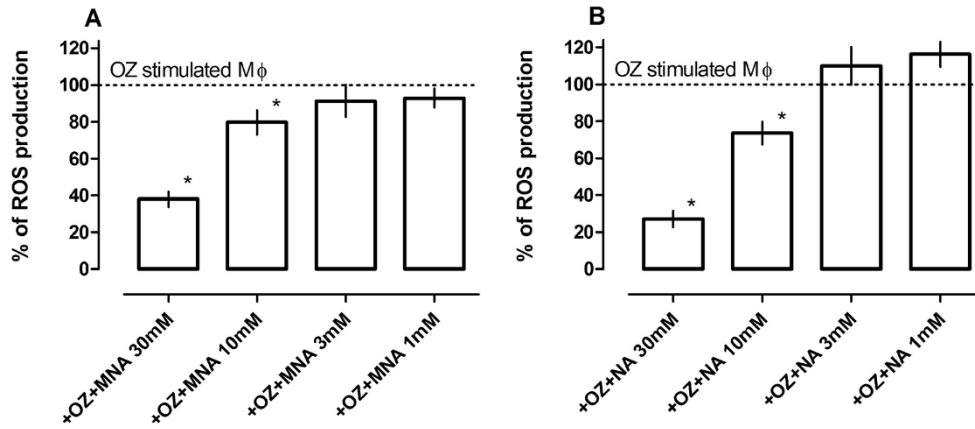 A
% of ROS production
120
100
80
60
40
20
0
OZ stimulated Mϕ
*
*
+OZ+MNA 30mM
+OZ+MNA 10mM
+OZ+MNA 3mM
+OZ+MNA 1mM
B
% of ROS production
120
100
80
60
40
20
0
OZ stimulated Mϕ
*
*
+OZ+NA 30mM
+OZ+NA 10mM
+OZ+NA 3mM
+OZ+NA 1mM